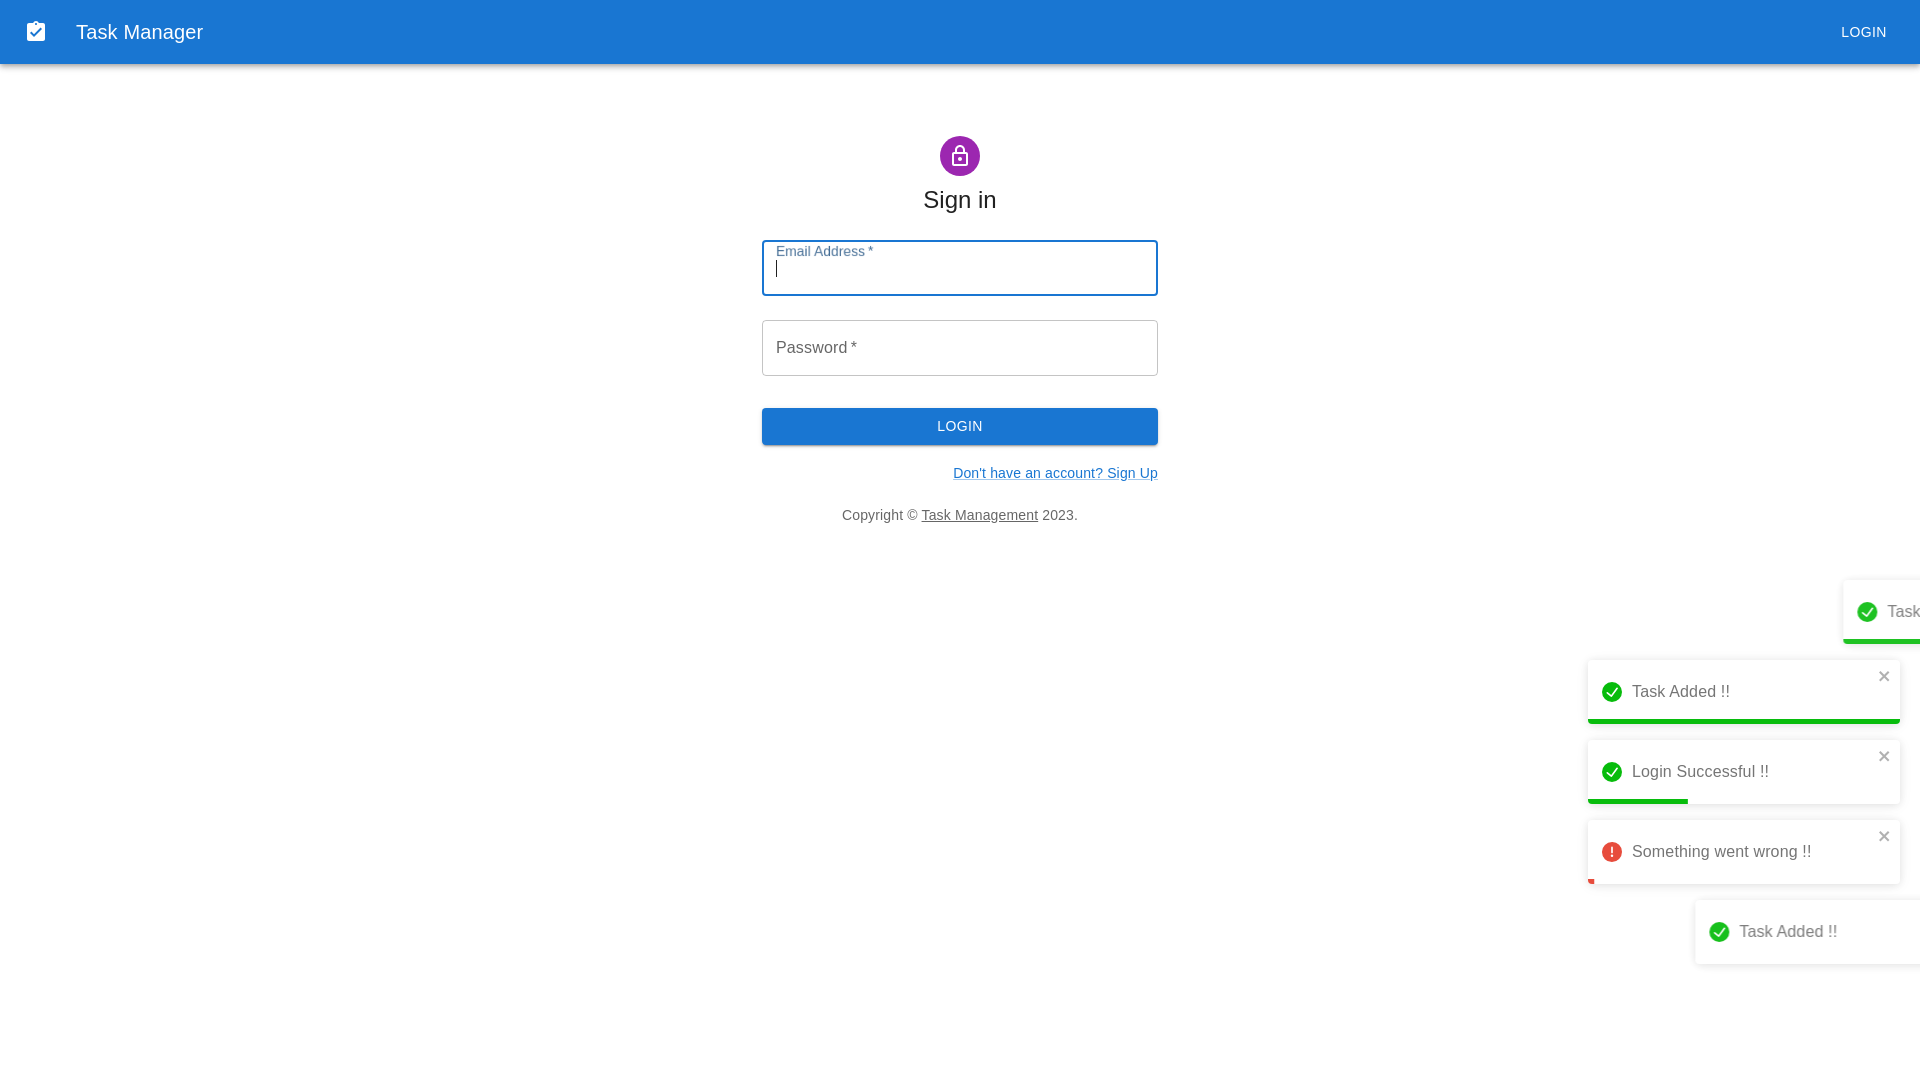 Task Manager
LOGIN
Sign in
Email Address *
Password *
LOGIN
Don't have an account? Sign Up
Copyright © Task Management 2023.
Task
Task Added !!
Login Successful !!
Something went wrong !!
Task Added !!